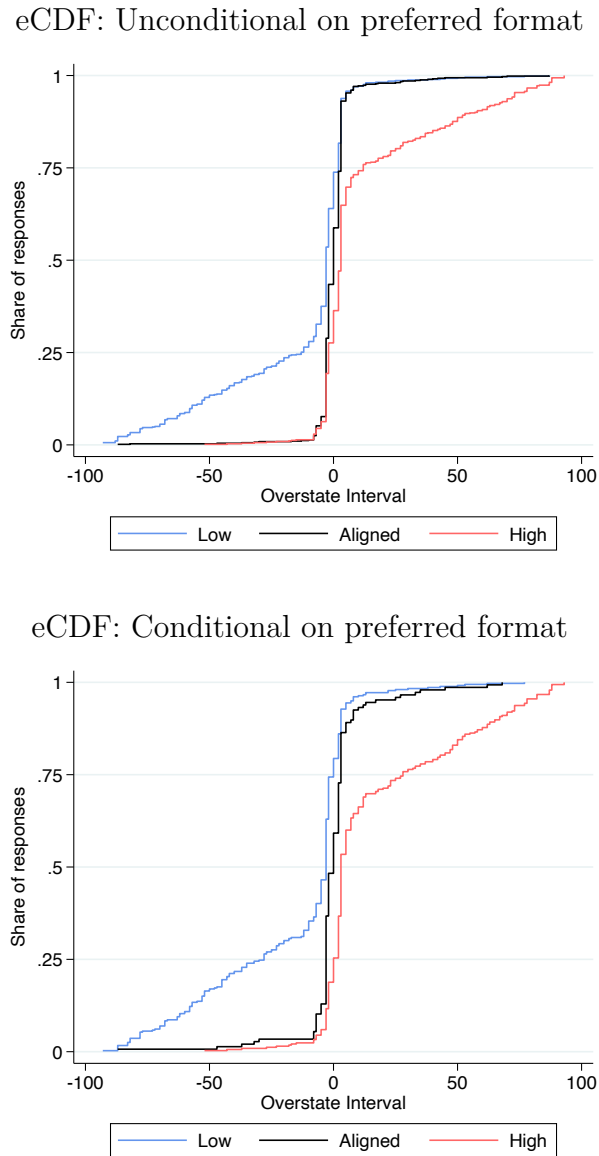 eCDF: Unconditional on preferred format
1
.75
.5
.25
0
Share of responses
-100 -50 0 50 100
Overstate Interval
Low Aligned High
eCDF: Conditional on preferred format
1
.75
.5
.25
0
Share of responses
-100 -50 0 50 100
Overstate Interval
Low Aligned High